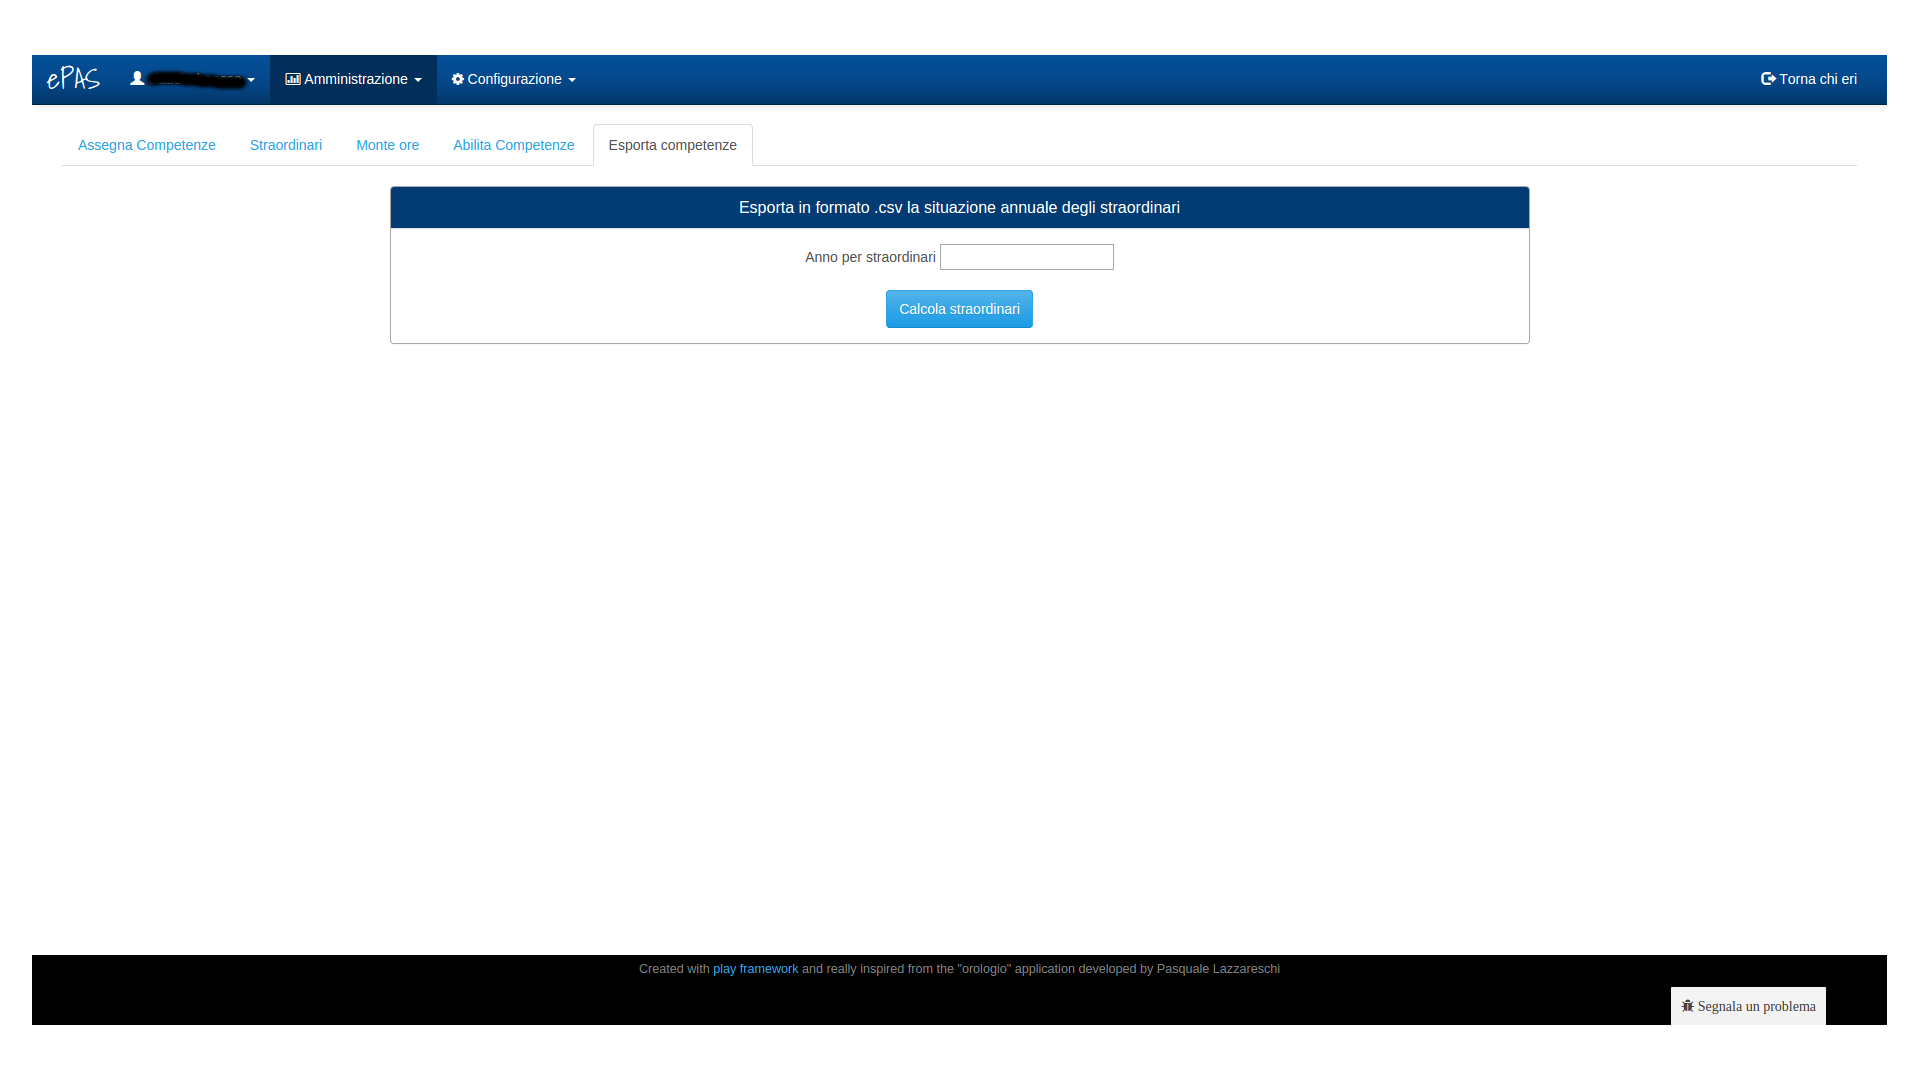 ePAS
Amministrazione
Configurazione
Torna chi eri
Assegna Competenze
Straordinari
Monte ore
Abilita Competenze
Esporta competenze
Esporta in formato .csv la situazione annuale degli straordinari
Anno per straordinari
Calcola straordinari
Created with play framework and really inspired from the "orologio" application developed by Pasquale Lazzareschi
Segnala un problema